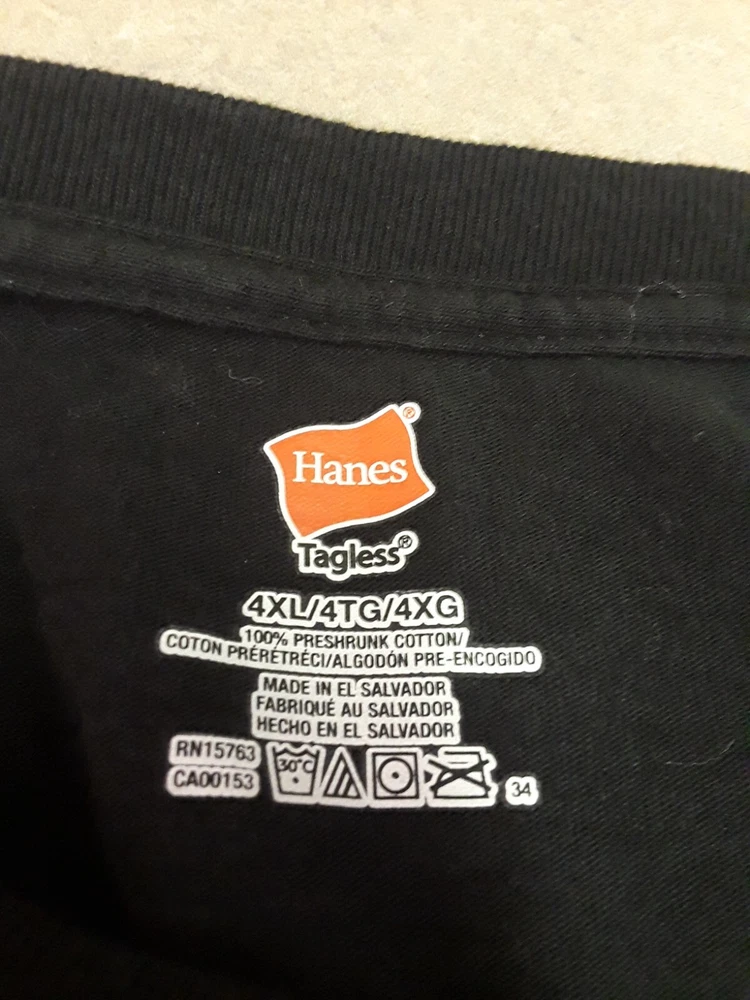 Hanes®
Tagless®
4XL/4TG/4XG
100% PRESHRUNK COTTON/
COTON PRÉRÉTRÉCI/ALGODÓN PRE-ENCOGIDO
MADE IN EL SALVADOR
FABRIQUÉ AU SALVADOR
HECHO EN EL SALVADOR
RN15763
CA00153
30°C
34